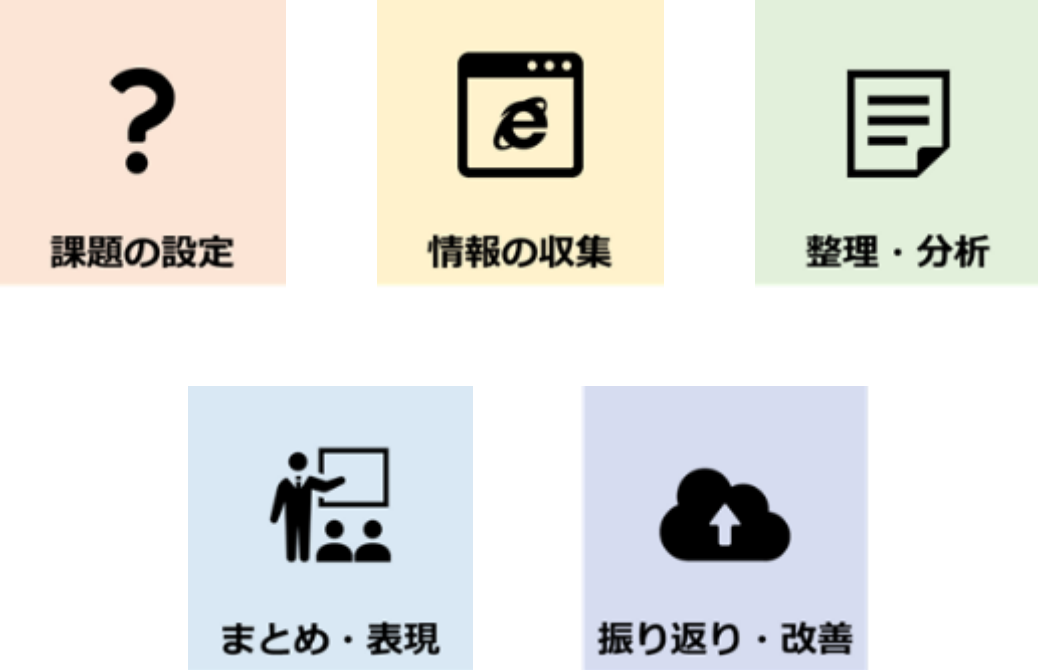 課題の設定
情報の収集
整理・分析
まとめ・表現
振り返り・改善